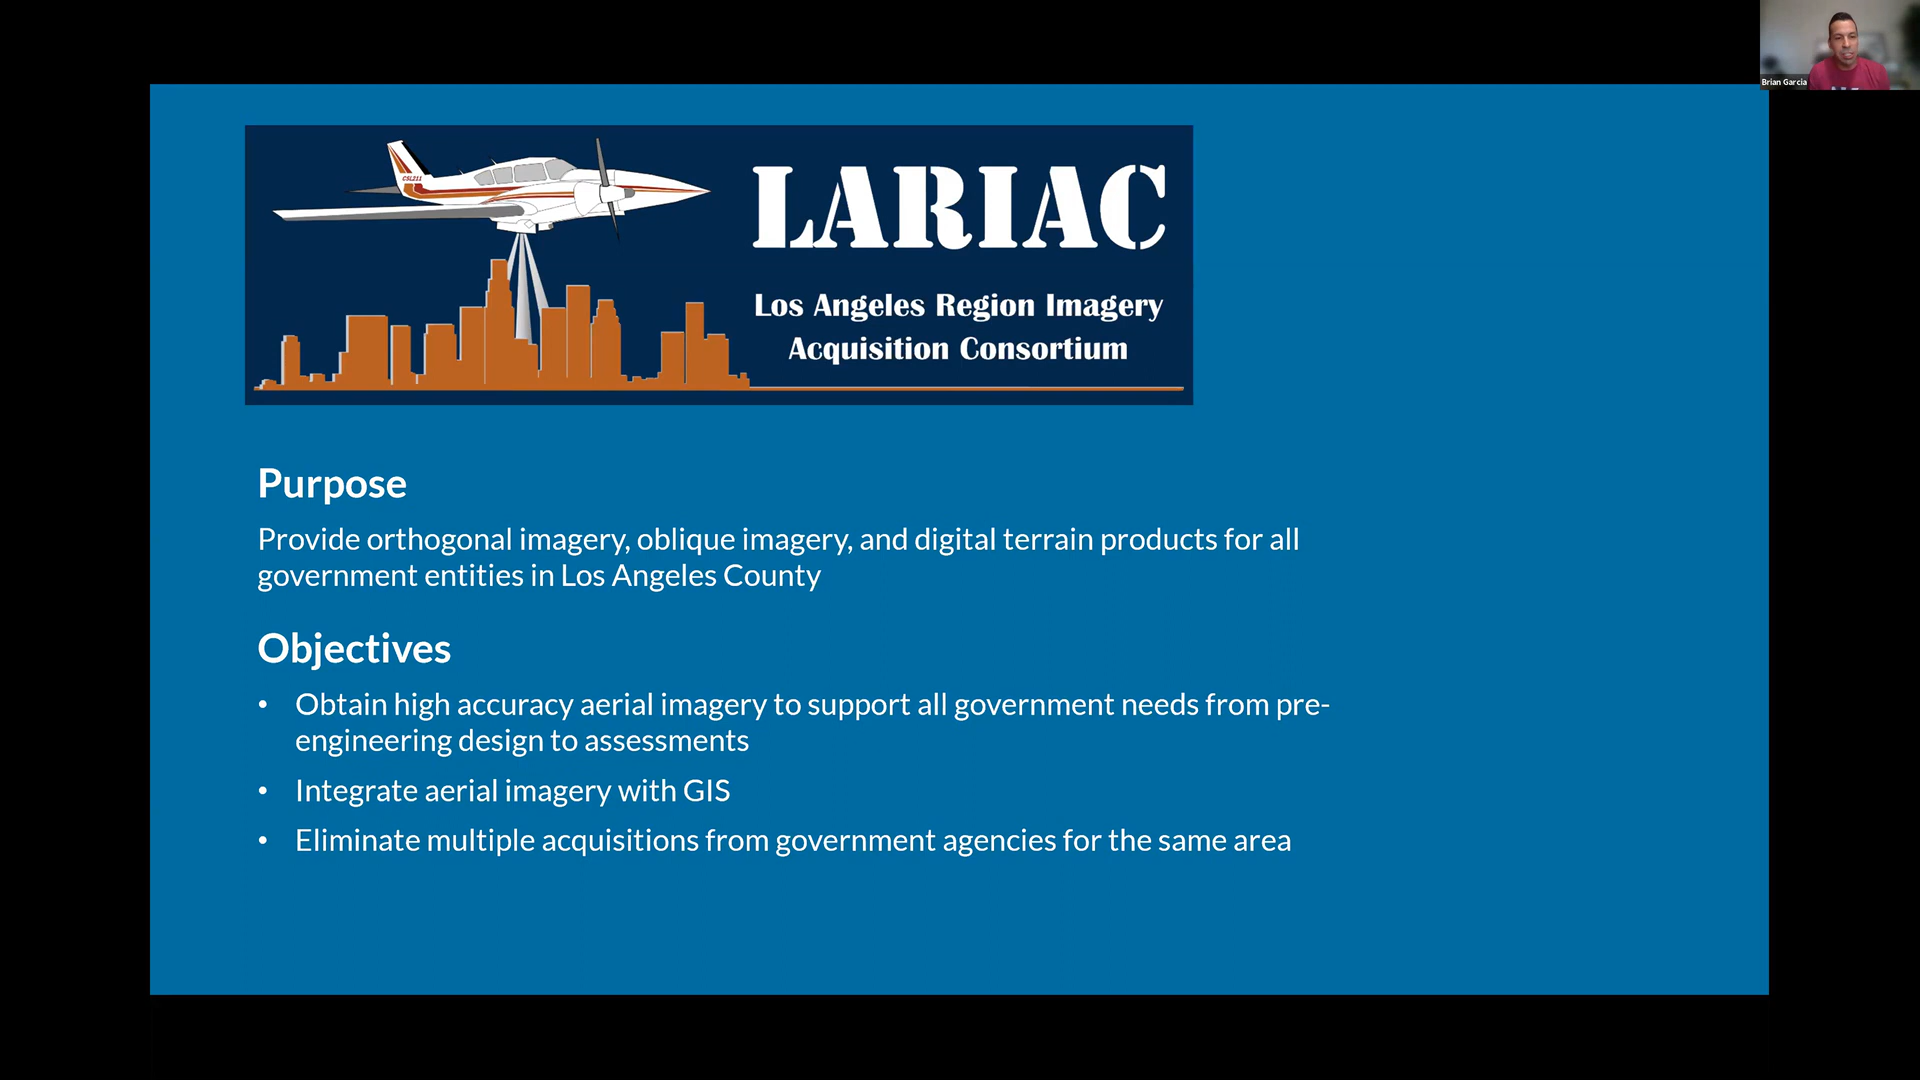 Brian Garcia
CSL211
LARIAC
Los Angeles Region Imagery
Acquisition Consortium
Purpose
Provide orthogonal imagery, oblique imagery, and digital terrain products for all
government entities in Los Angeles County
Objectives
• Obtain high accuracy aerial imagery to support all government needs from pre-
engineering design to assessments
• Integrate aerial imagery with GIS
• Eliminate multiple acquisitions from government agencies for the same area